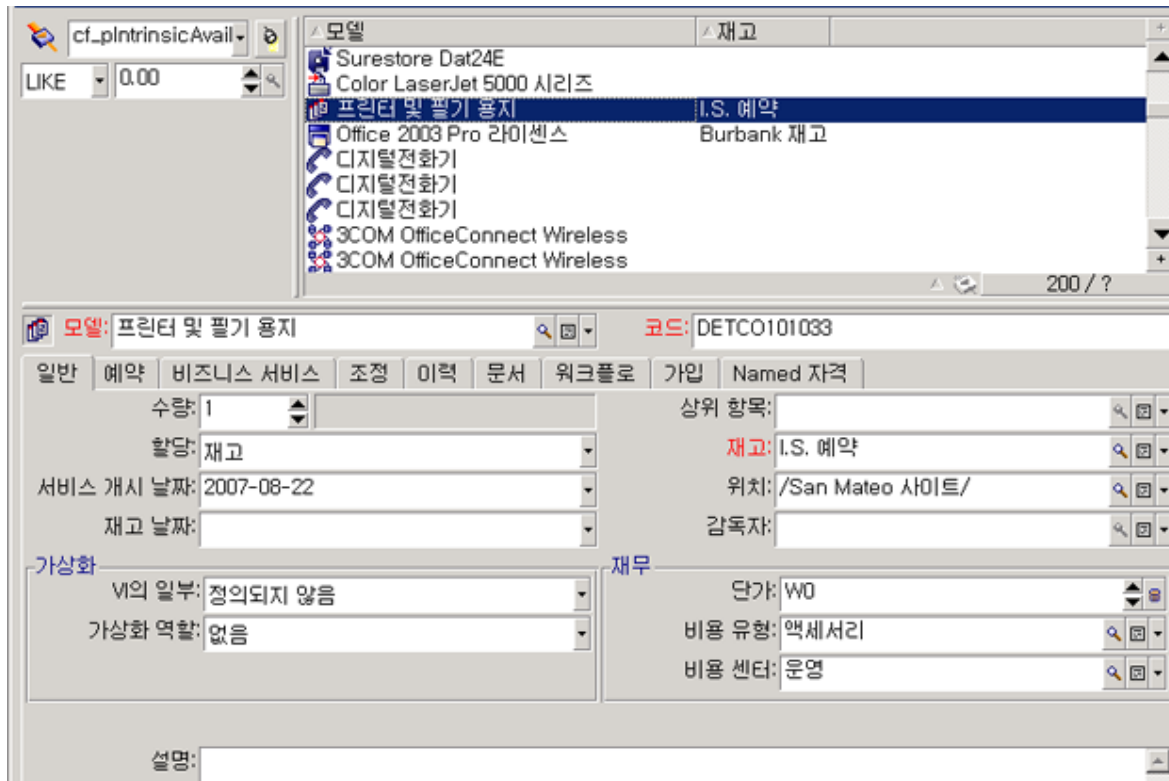 cf_pIntrinsicAvail
LIKE 0.00
모델 재고
Surestore Dat24E
Color LaserJet 5000 시리즈
프린터 및 필기 용지 I.S. 예약
Office 2003 Pro 라이센스 Burbank 재고
디지털전화기
디지털전화기
디지털전화기
3COM OfficeConnect Wireless
3COM OfficeConnect Wireless
200 / ?
모델: 프린터 및 필기 용지 코드: DETCO101033
일반 예약 비즈니스 서비스 조정 이력 문서 워크플로 가입 Named 자격
수량: 1 상위 항목:
할당: 재고 재고: I.S. 예약
서비스 개시 날짜: 2007-08-22 위치: /San Mateo 사이트/
재고 날짜: 감독자:
가상화 재무
VI의 일부: 정의되지 않음 단가: W0
가상화 역할: 없음 비용 유형: 액세서리
비용 센터: 운영
설명: